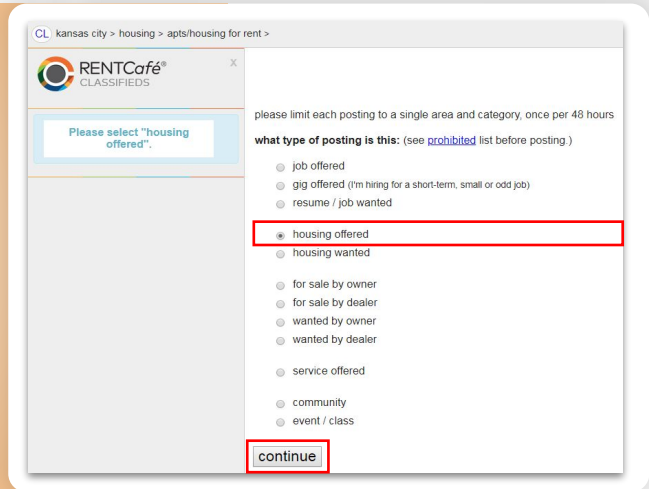 CL kansas city > housing > apts/housing for rent >
RENTCafé®
CLASSIFIEDS
x
Please select "housing
offered".
please limit each posting to a single area and category, once per 48 hours
what type of posting is this: (see prohibited list before posting.)
job offered
gig offered (I'm hiring for a short-term, small or odd job)
resume / job wanted
housing offered
housing wanted
for sale by owner
for sale by dealer
wanted by owner
wanted by dealer
service offered
community
event / class
continue